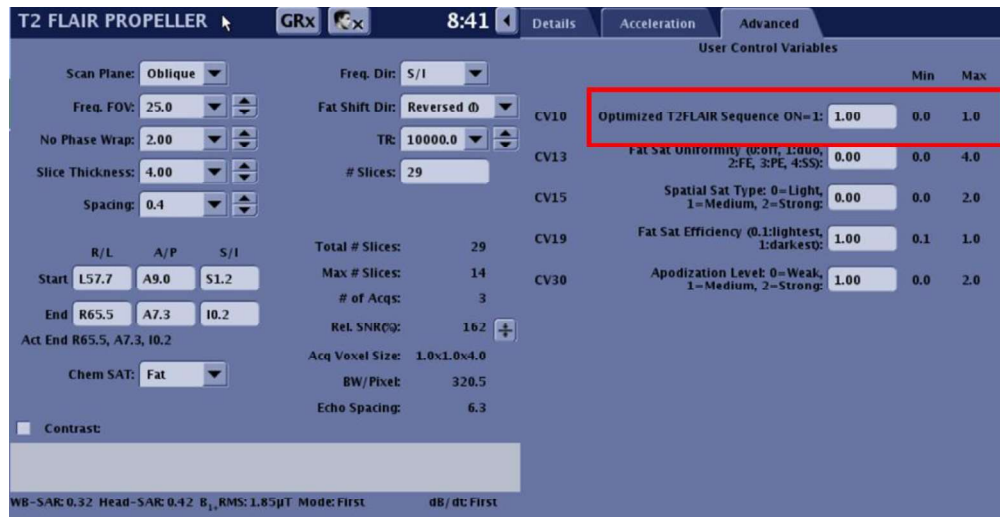 T2 FLAIR PROPELLER GRx x 8:41 Details Acceleration Advanced
User Control Variables
Min Max
Scan Plane: Oblique
Freq. FOV: 25.0
No Phase Wrap: 2.00
Slice Thickness: 4.00
Spacing: 0.4
R/L A/P S/I
Start L57.7 A9.0 S1.2
End R65.5 A7.3 I0.2
Act End R65.5, A7.3, I0.2
Chem SAT: Fat
Contrast:
Freq. Dir: S/I
Fat Shift Dir: Reversed (I)
TR: 10000.0
# Slices: 29
Total # Slices: 29
Max # Slices: 14
# of Acqs: 3
Rel. SNR(%): 162
Acq Voxel Size: 1.0x1.0x4.0
BW/Pixel: 320.5
Echo Spacing: 6.3
CV10 Optimized T2FLAIR Sequence ON=1: 1.00 0.0 1.0
CV13 Fat Sat Uniformity (0:off, 1:duo,
2:FE, 3:PE, 4:SS): 0.00 0.0 4.0
CV15 Spatial Sat Type: 0=Light,
1=Medium, 2=Strong: 0.00 0.0 2.0
CV19 Fat Sat Efficiency (0.1:lightest,
1:darkest): 1.00 0.1 1.0
CV30 Apodization Level: 0=Weak,
1=Medium, 2=Strong: 1.00 0.0 2.0
WB-SAR: 0.32 Head-SAR: 0.42 B1+RMS: 1.85µT Mode: First dB/dt: First